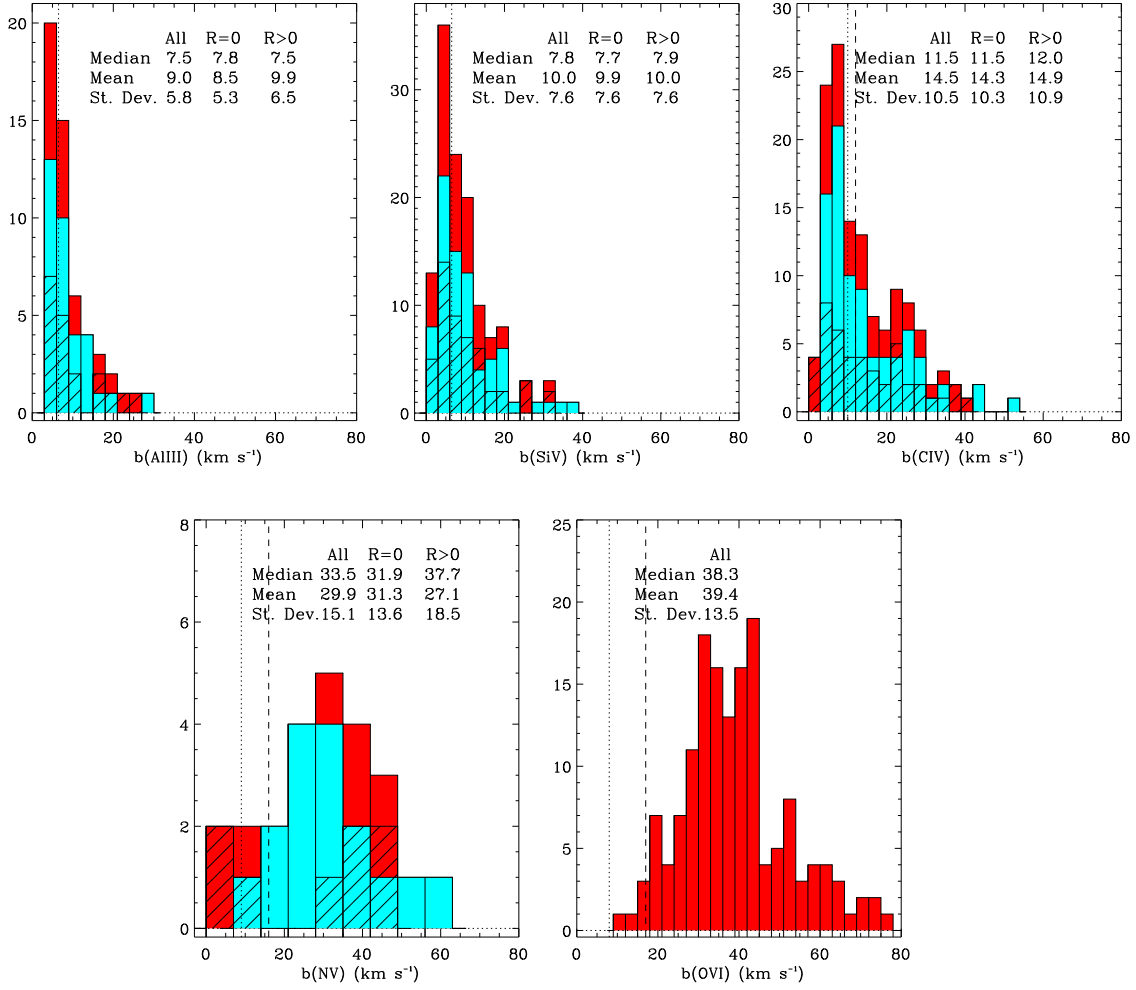 All R=0 R>0
Median 7.5 7.8 7.5
Mean 9.0 8.5 9.9
St. Dev. 5.8 5.3 6.5
20
15
10
5
0
0 20 40 60 80
b(AlIII) (km s⁻¹)
All R=0 R>0
Median 7.8 7.7 7.9
Mean 10.0 9.9 10.0
St. Dev. 7.6 7.6 7.6
30
20
10
0
0 20 40 60 80
b(SiV) (km s⁻¹)
All R=0 R>0
Median 11.5 11.5 12.0
Mean 14.5 14.3 14.9
St. Dev. 10.5 10.3 10.9
30
25
20
15
10
5
0
0 20 40 60 80
b(CIV) (km s⁻¹)
All R=0 R>0
Median 33.5 31.9 37.7
Mean 29.9 31.3 27.1
St. Dev. 15.1 13.6 18.5
8
6
4
2
0
0 20 40 60 80
b(NV) (km s⁻¹)
All
Median 38.3
Mean 39.4
St. Dev. 13.5
25
20
15
10
5
0
0 20 40 60 80
b(OVI) (km s⁻¹)